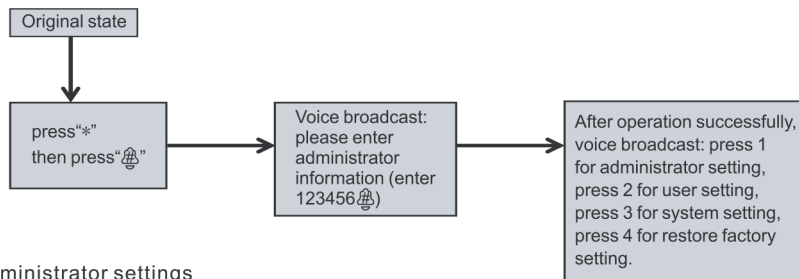 Original state
press“*”
then press“”
Voice broadcast:
please enter
administrator
information (enter
123456)
After operation successfully,
voice broadcast: press 1
for administrator setting,
press 2 for user setting,
press 3 for system setting,
press 4 for restore factory
setting.
ministrator settings